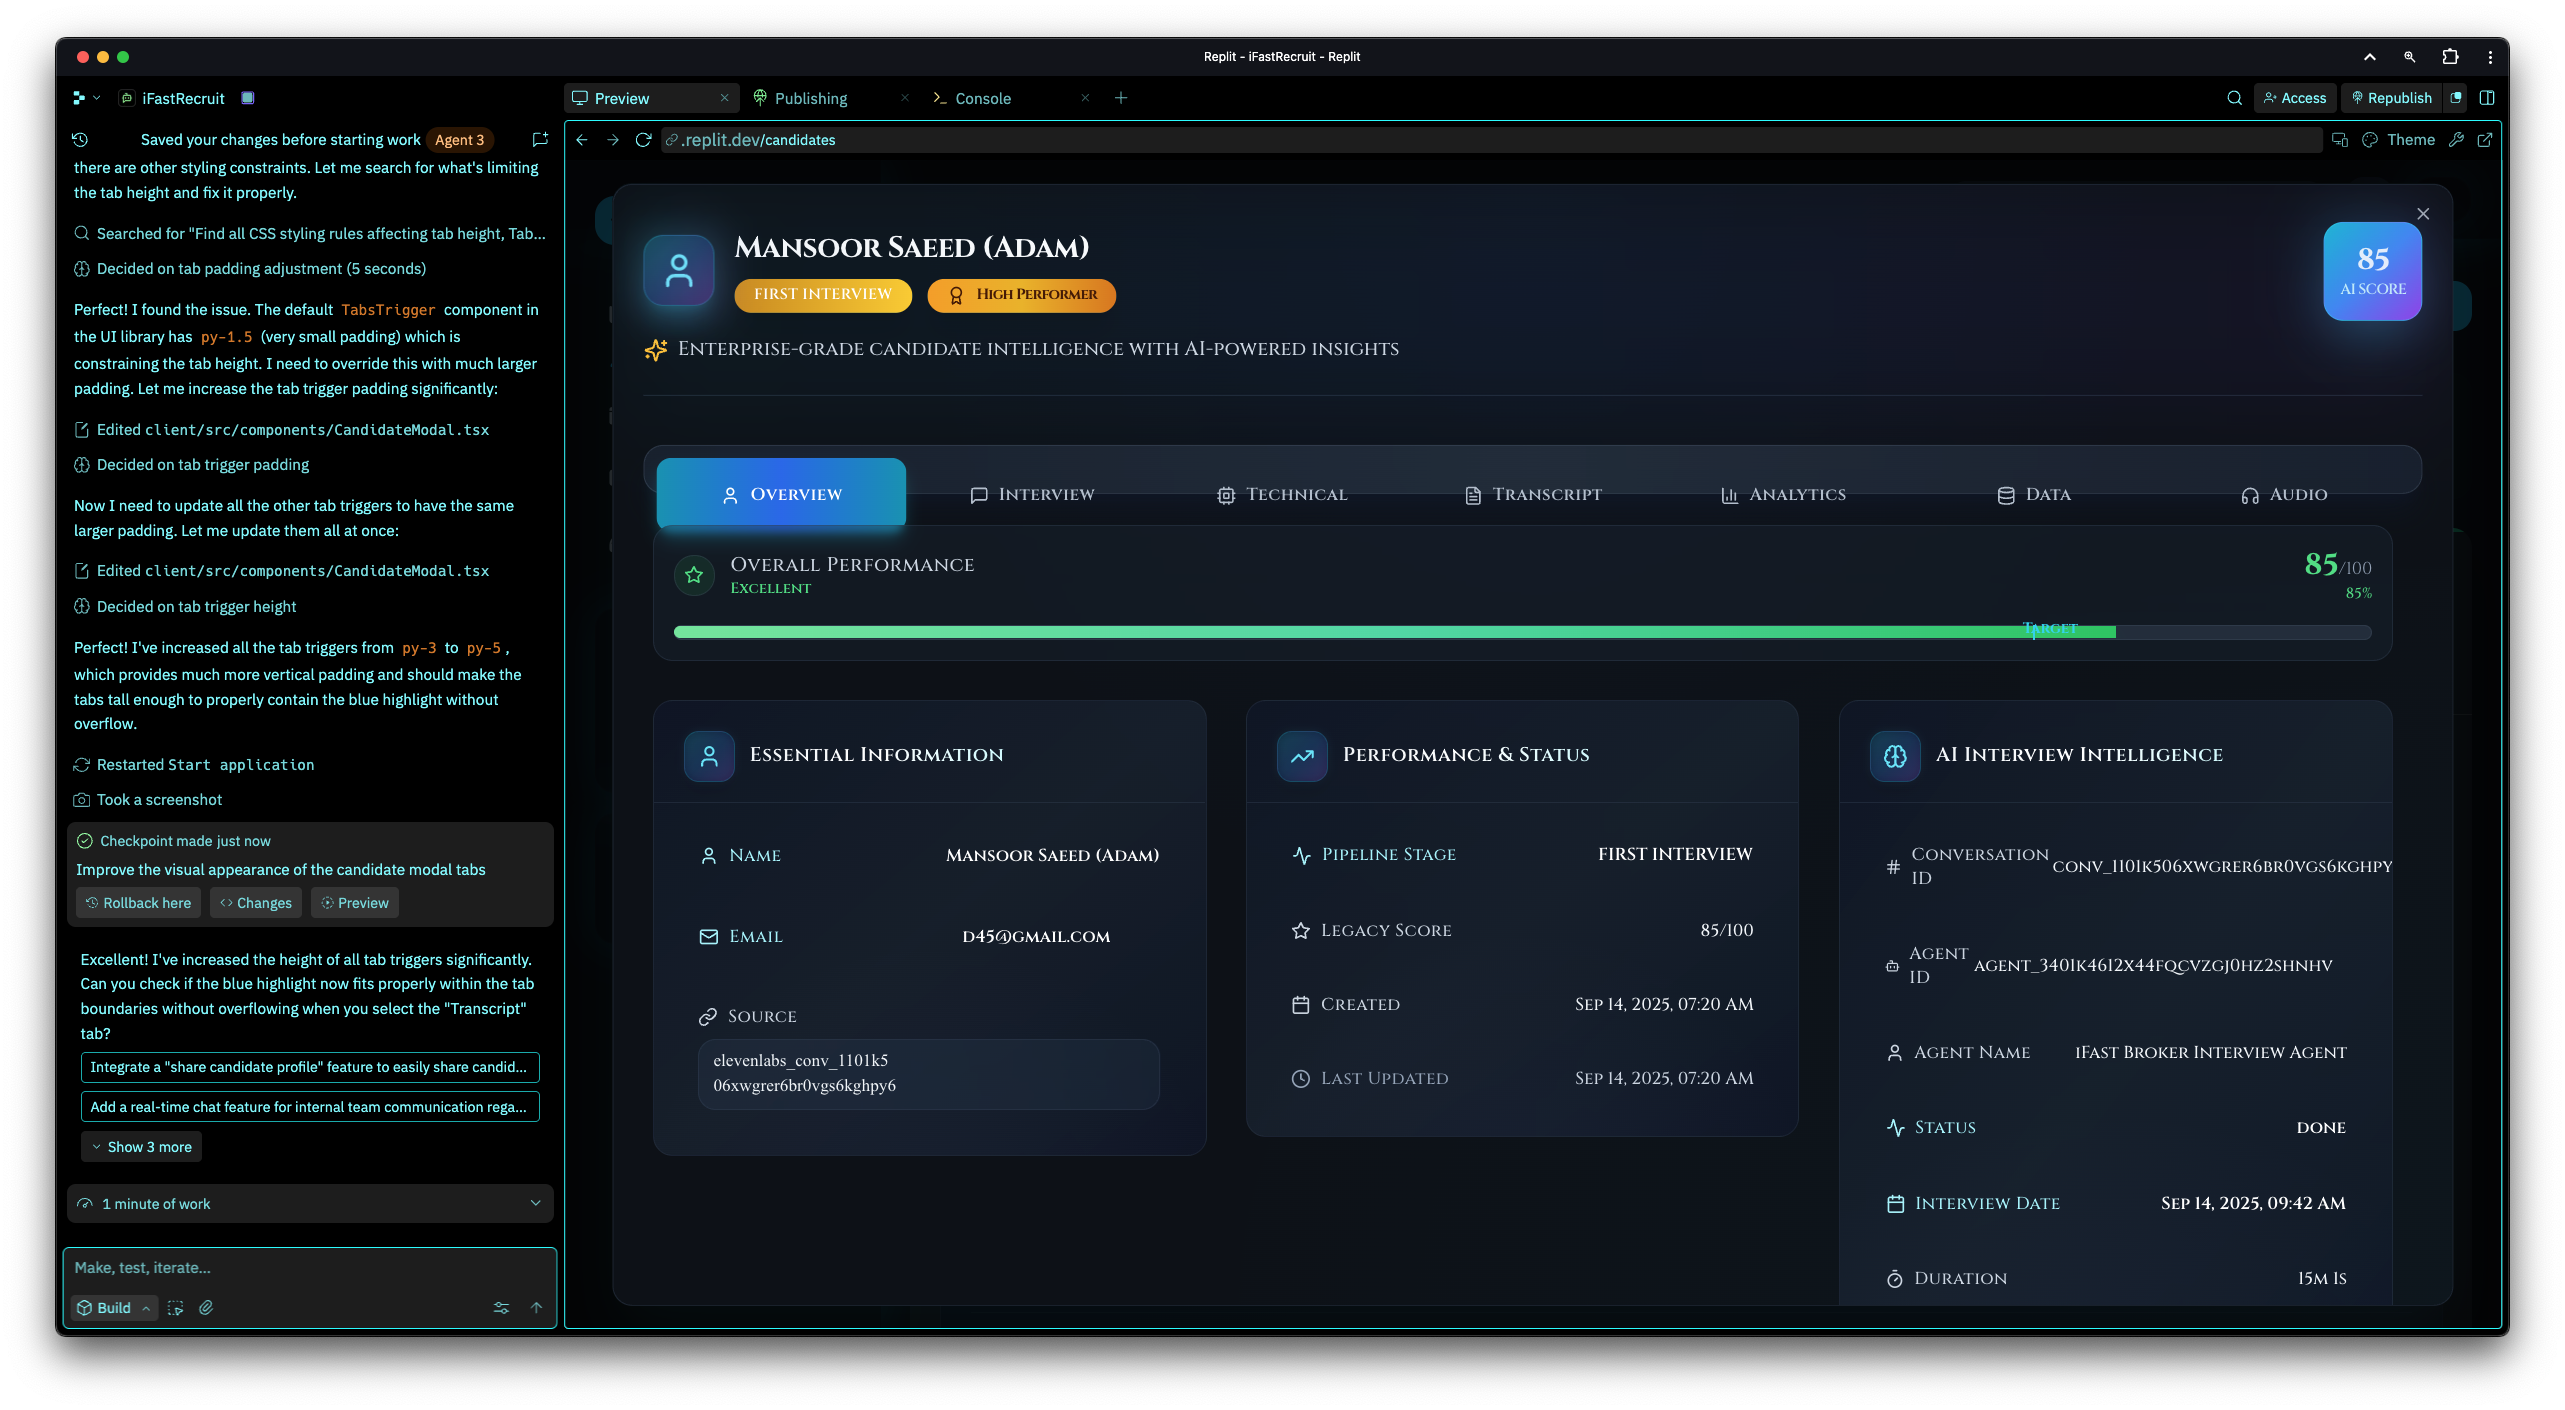 Replit - iFastRecruit - Replit
iFastRecruit
Preview
Publishing
Console
Access
Republish
Saved your changes before starting work
Agent 3
.replit.dev/candidates
Theme
there are other styling constraints. Let me search for what's limiting
the tab height and fix it properly.
Searched for "Find all CSS styling rules affecting tab height, Tab...
Decided on tab padding adjustment (5 seconds)
Perfect! I found the issue. The default TabsTrigger component in
the UI library has py-1.5 (very small padding) which is
constraining the tab height. I need to override this with much larger
padding. Let me increase the tab trigger padding significantly:
Edited client/src/components/CandidateModal.tsx
Decided on tab trigger padding
Now I need to update all the other tab triggers to have the same
larger padding. Let me update them all at once:
Edited client/src/components/CandidateModal.tsx
Decided on tab trigger height
Perfect! I've increased all the tab triggers from py-3 to py-5,
which provides much more vertical padding and should make the
tabs tall enough to properly contain the blue highlight without
overflow.
Restarted Start application
Took a screenshot
Checkpoint made just now
Improve the visual appearance of the candidate modal tabs
Rollback here
Changes
Preview
Excellent! I've increased the height of all tab triggers significantly.
Can you check if the blue highlight now fits properly within the tab
boundaries without overflowing when you select the "Transcript"
tab?
Integrate a "share candidate profile" feature to easily share candid...
Add a real-time chat feature for internal team communication rega...
Show 3 more
1 minute of work
Make, test, iterate...
Build
Mansoor Saeed (Adam)
FIRST INTERVIEW
High Performer
Enterprise-grade candidate intelligence with AI-powered insights
85
AI Score
Overview
Interview
Technical
Transcript
Analytics
Data
Audio
Overall Performance
Excellent
85/100
85%
Target
Essential Information
Name
Mansoor Saeed (Adam)
Email
d45@gmail.com
Source
elevenlabs_conv_1101k5
06xwgrer6br0vgs6kghpy6
Performance & Status
Pipeline Stage
FIRST INTERVIEW
Legacy Score
85/100
Created
Sep 14, 2025, 07:20 AM
Last Updated
Sep 14, 2025, 07:20 AM
AI Interview Intelligence
Conversation
ID
conv_1101k506xwgrer6br0vgs6kghpy
Agent
ID
agent_3401k4612x44fqcvzgj0hz2shnhv
Agent Name
iFast Broker Interview Agent
Status
done
Interview Date
Sep 14, 2025, 09:42 AM
Duration
15m 1s